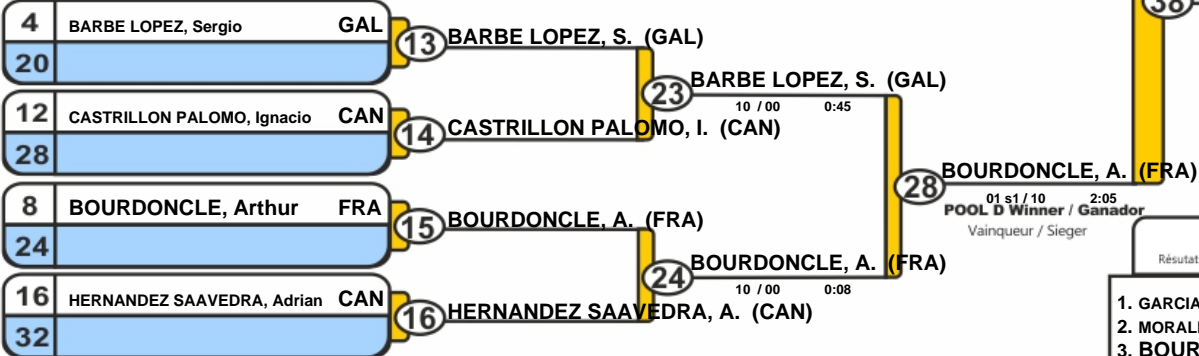 38
4 BARBE LOPEZ, Sergio GAL
20
13 BARBE LOPEZ, S. (GAL)
23 BARBE LOPEZ, S. (GAL)
10 / 00 0:45
12 CASTRILLON PALOMO, Ignacio CAN
28
14 CASTRILLON PALOMO, I. (CAN)
28 BOURDONCLE, A. (FRA)
01 s1 / 10 2:05
POOL D Winner / Ganador
Vainqueur / Sieger
8 BOURDONCLE, Arthur FRA
24
15 BOURDONCLE, A. (FRA)
24 BOURDONCLE, A. (FRA)
10 / 00 0:08
16 HERNANDEZ SAAVEDRA, Adrian CAN
32
16 HERNANDEZ SAAVEDRA, A. (CAN)
Résutat
1. GARCIA
2. MORAL
3. BOUR